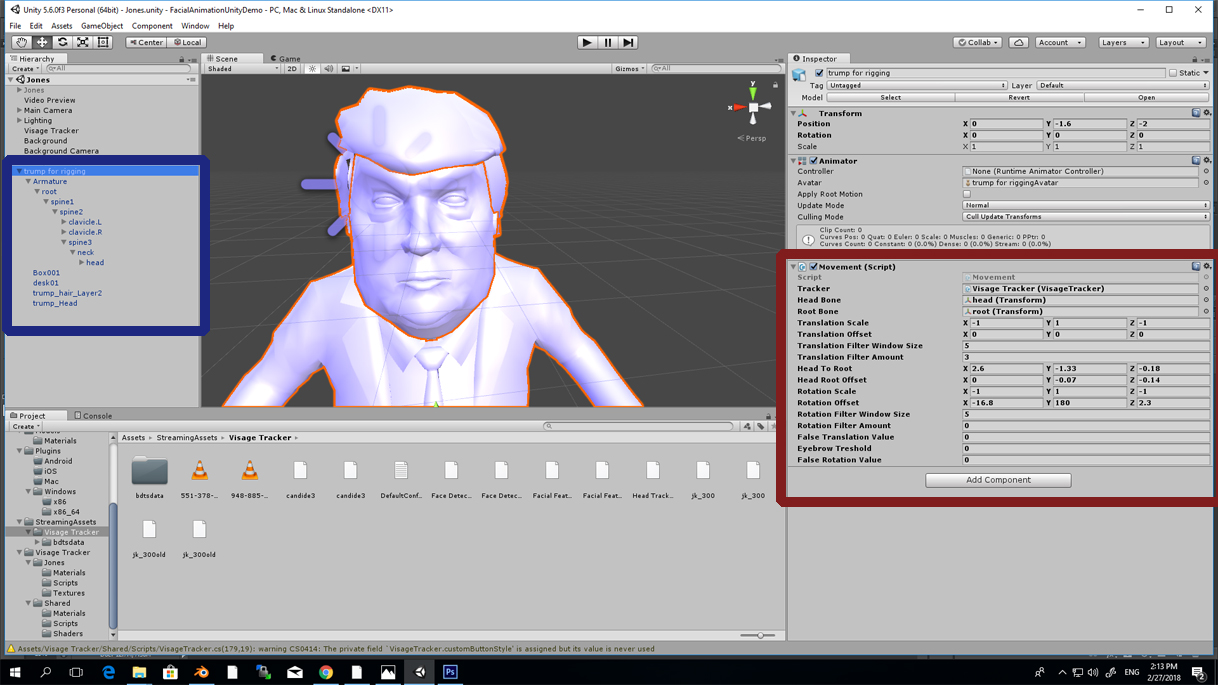 Unity 5.6.0f3 Personal (64bit) - Jones.unity - FacialAnimationUnityDemo - PC, Mac & Linux Standalone <DX11>
File Edit Assets GameObject Component Window Help
Center Local Collab Account Layers Layout
Hierarchy
Create All
Jones
Jones
Video Preview
Main Camera
Lighting
Visage Tracker
Background
Background Camera
trump for rigging
Armature
root
spine1
spine2
clavicle.L
clavicle.R
spine3
neck
head
Box001
desk01
trump_hair_Layer2
trump_Head
Scene Game
Shaded 2D Gizmos All
y
x
Persp
Inspector
trump for rigging Static
Tag Untagged Layer Default
Model Select Revert Open
Transform
Position X 0 Y -1.6 Z -2
Rotation X 0 Y 0 Z 0
Scale X 1 Y 1 Z 1
Animator
Controller None (Runtime Animator Controller)
Avatar trump for riggingAvatar
Apply Root Motion
Update Mode Normal
Culling Mode Cull Update Transforms
Clip Count: 0
Curves Pos: 0 Quat: 0 Euler: 0 Scale: 0 Muscles: 0 Generic: 0 PPtr: 0
Curves Count: 0 Constant: 0 (0.0%) Dense: 0 (0.0%) Stream: 0 (0.0%)
Movement (Script)
Script Movement
Tracker Visage Tracker (VisageTracker)
Head Bone head (Transform)
Root Bone root (Transform)
Translation Scale X -1 Y 1 Z -1
Translation Offset X 0 Y 0 Z 0
Translation Filter Window Size 5
Translation Filter Amount 3
Head To Root X 2.6 Y -1.33 Z -0.18
Head Root Offset X 0 Y -0.07 Z -0.14
Rotation Scale X -1 Y 1 Z -1
Rotation Offset X -16.8 Y 180 Z 2.3
Rotation Filter Window Size 5
Rotation Filter Amount 0
False Translation Value 0
Eyebrow Treshold 0
False Rotation Value 0
Add Component
Project Console
Create
Materials
Plugins
Android
iOS
Mac
Windows
x86
x86_64
StreamingAssets
Visage Tracker
bdtsdata
Visage Tracker
Jones
Materials
Scripts
Textures
Shared
Materials
Scripts
Shaders
Assets StreamingAssets Visage Tracker
bdtsdata 551-378-... 948-885-... candide3 candide3 DefaultConf... Face Detec... Face Detec... Facial Feat... Facial Feat... Head Track... jk_300 jk_300
jk_300old jk_300old
Assets/Visage Tracker/Shared/Scripts/VisageTracker.cs(179,19): warning CS0414: The private field `VisageTracker.customButtonStyle' is assigned but its value is never used
ENG
2:13 PM
2/27/2018
2
Ps